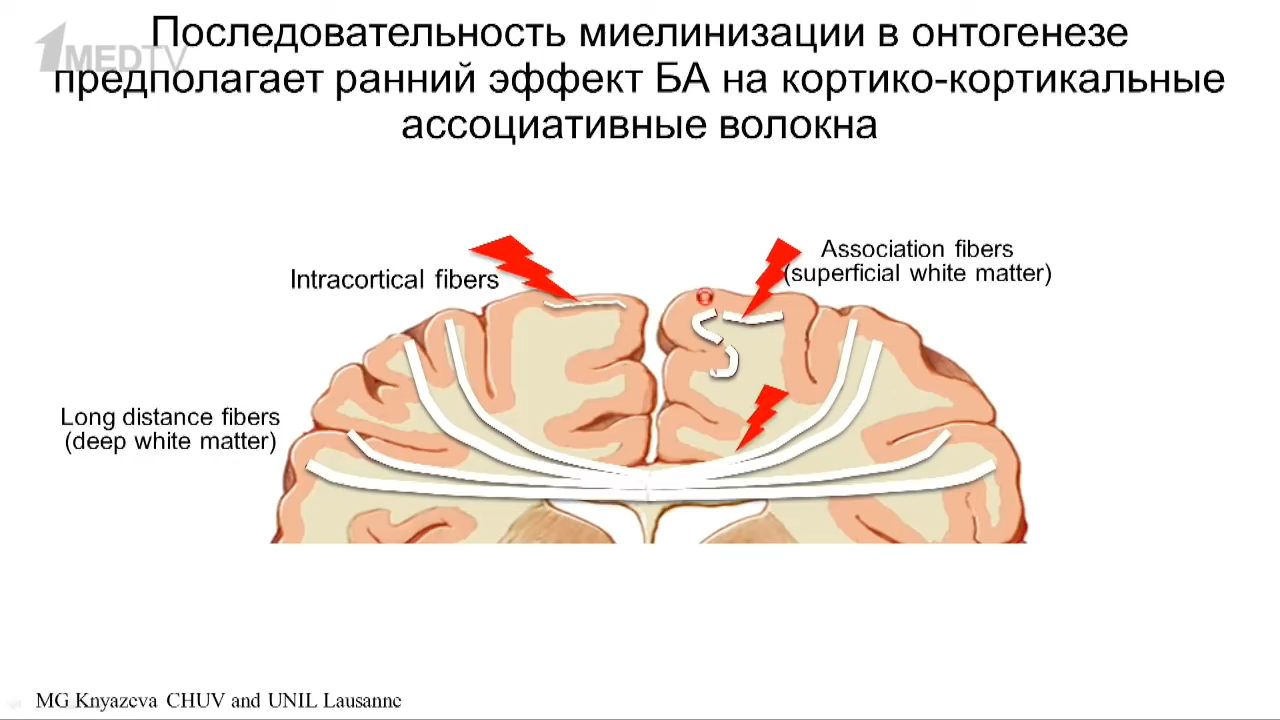 Последовательность миелинизации в онтогенезе
предполагает ранний эффект БА на кортико-кортикальные
ассоциативные волокна
1MEDTV
Association fibers
(superficial white matter)
Intracortical fibers
Long distance fibers
(deep white matter)
MG Knyazeva CHUV and UNIL Lausanne